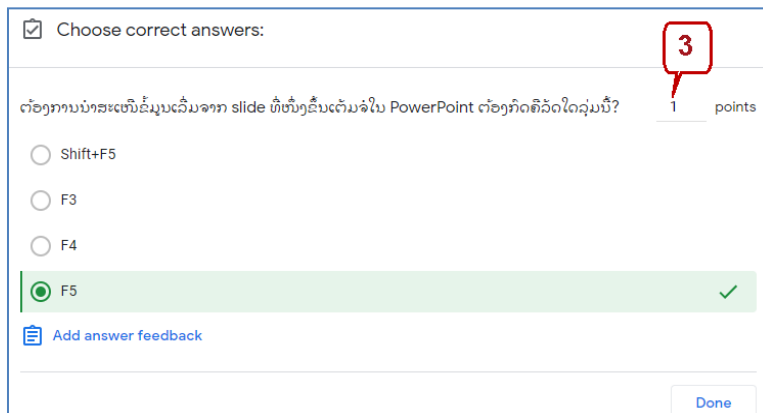 Choose correct answers:
3
ຕ້ອງການນຳສະເໜີຂໍ້ມູນເລີ່ມຈາກ slide ທີ່ໜຶ່ງຂຶ້ນເຕັມຈໍໃນ PowerPoint ຕ້ອງກົດຄີລັດໃດລຸ່ມນີ້? 1 points
Shift+F5
F3
F4
F5
Add answer feedback
Done